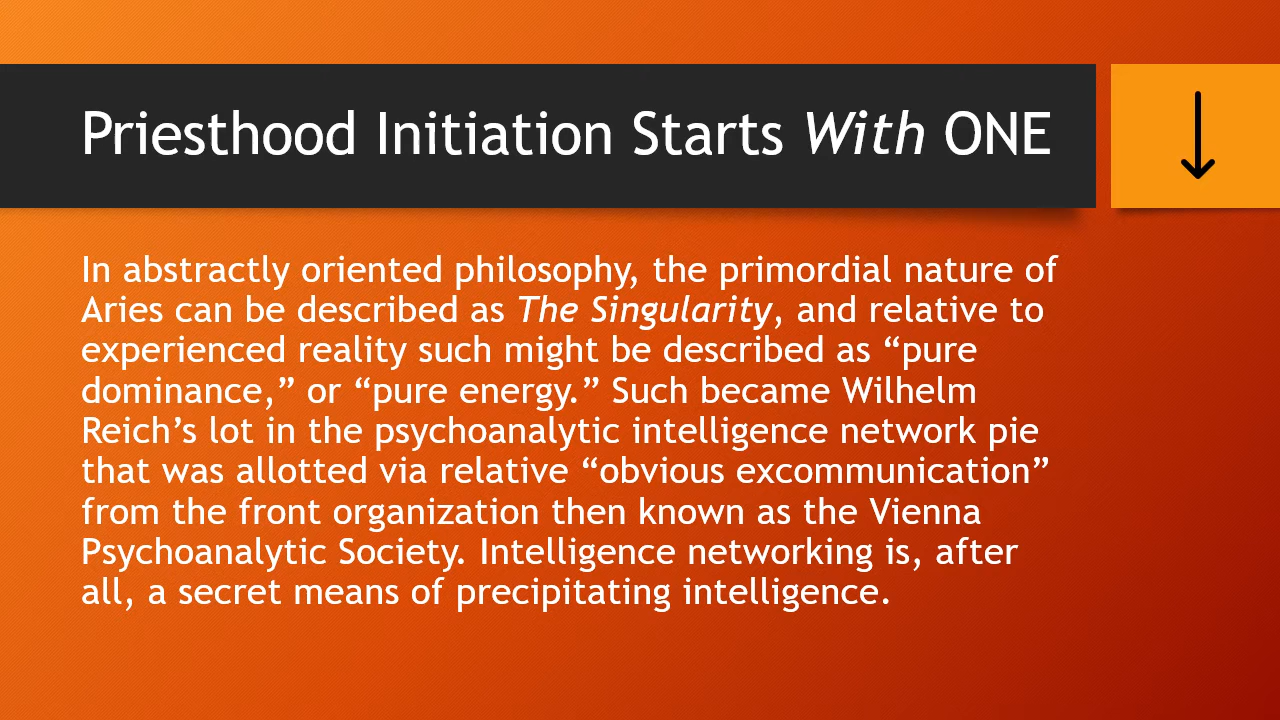 Priesthood Initiation Starts With ONE
In abstractly oriented philosophy, the primordial nature of
Aries can be described as The Singularity, and relative to
experienced reality such might be described as “pure
dominance,” or “pure energy.” Such became Wilhelm
Reich’s lot in the psychoanalytic intelligence network pie
that was allotted via relative “obvious excommunication”
from the front organization then known as the Vienna
Psychoanalytic Society. Intelligence networking is, after
all, a secret means of precipitating intelligence.